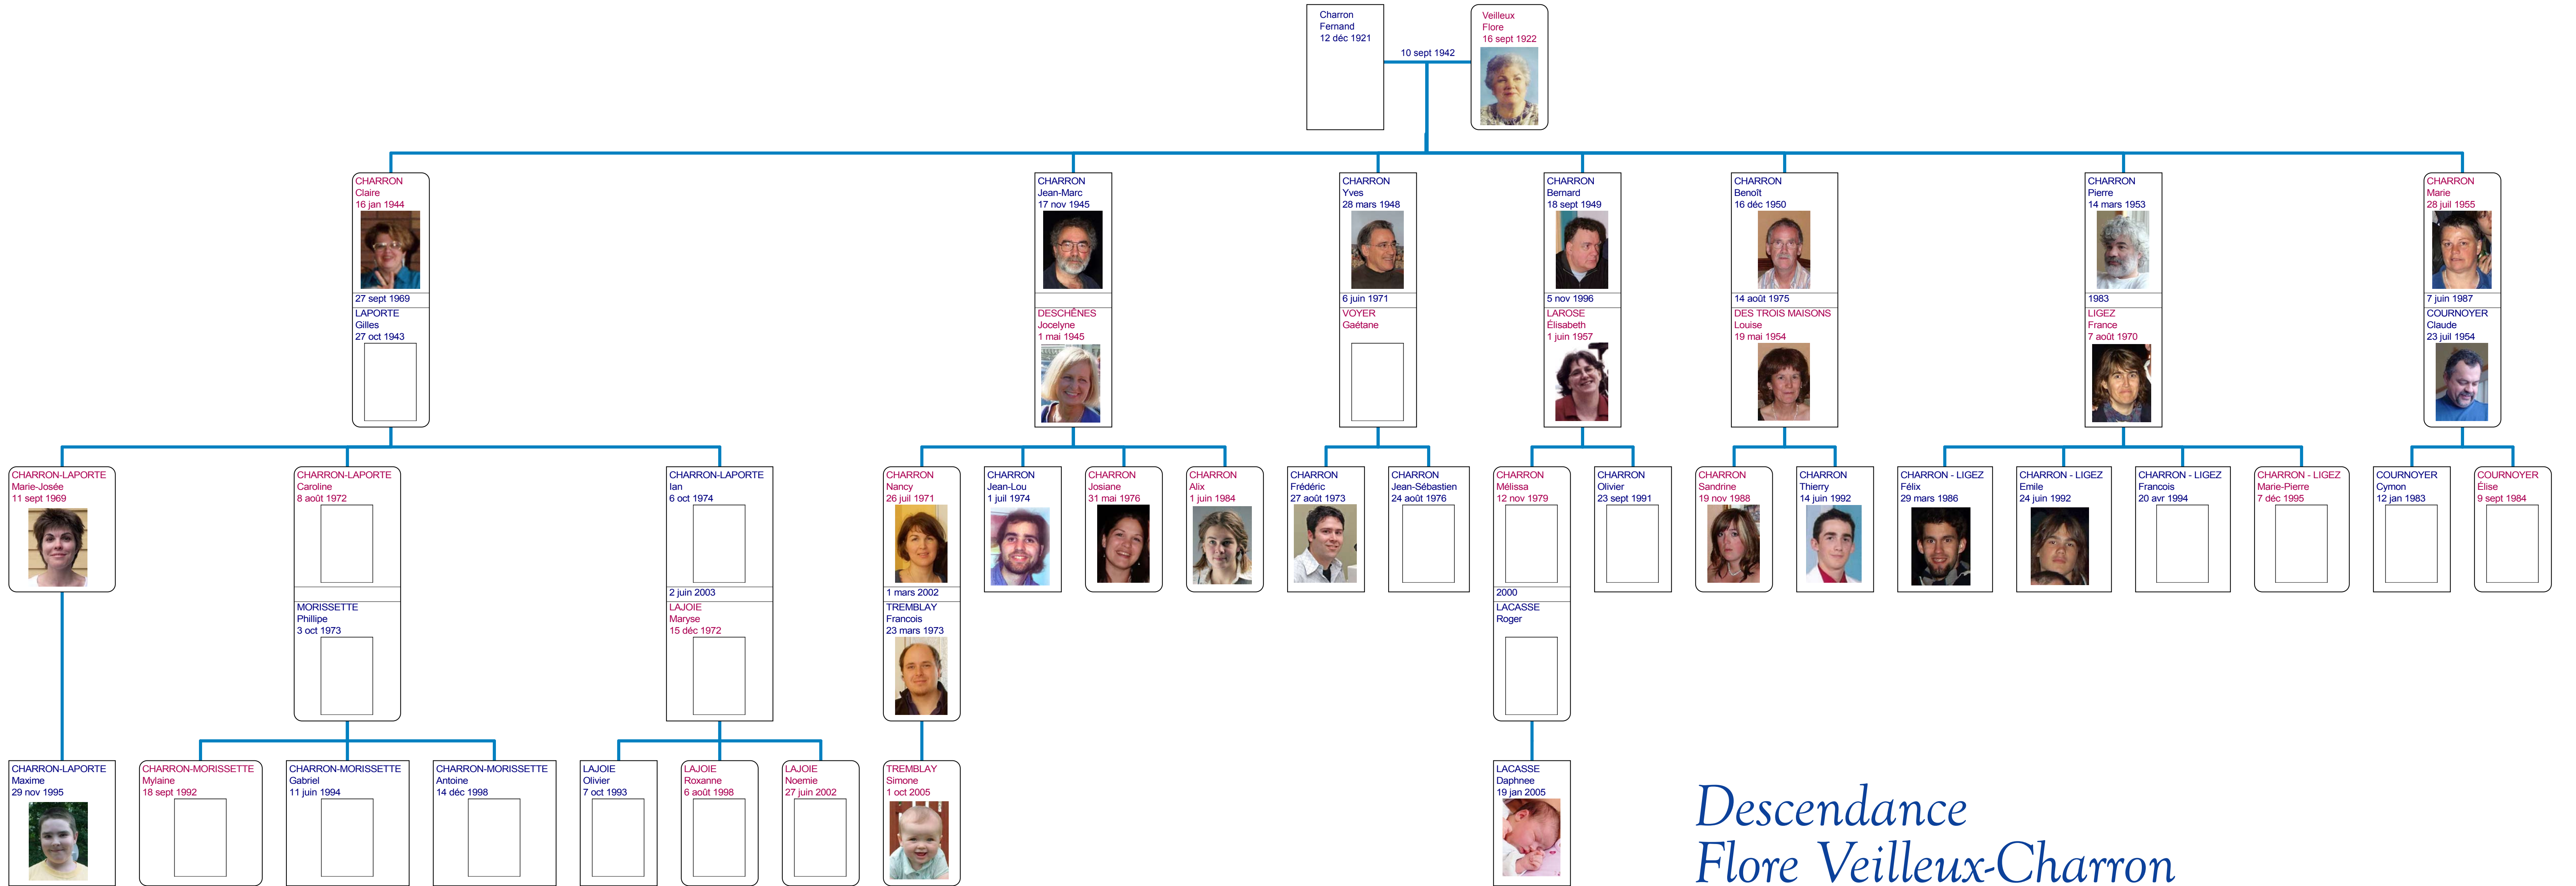 Charron
Fernand
12 déc 1921
10 sept 1942
Veilleux
Flore
16 sept 1922
CHARRON
Claire
16 jan 1944
27 sept 1969
LAPORTE
Gilles
27 oct 1943
CHARRON
Jean-Marc
17 nov 1945
DESCHÊNES
Jocelyne
1 mai 1945
CHARRON
Yves
28 mars 1948
6 juin 1971
VOYER
Gaétane
CHARRON
Bernard
18 sept 1949
5 nov 1996
LAROSE
Élisabeth
1 juin 1957
CHARRON
Benoît
16 déc 1950
14 août 1975
DES TROIS MAISONS
Louise
19 mai 1954
CHARRON
Pierre
14 mars 1953
1983
LIGEZ
France
7 août 1970
CHARRON
Marie
28 juil 1955
7 juin 1987
COURNOYER
Claude
23 juil 1954
CHARRON-LAPORTE
Marie-Josée
11 sept 1969
CHARRON-LAPORTE
Caroline
8 août 1972
MORISSETTE
Phillipe
3 oct 1973
CHARRON-LAPORTE
Ian
6 oct 1974
2 juin 2003
LAJOIE
Maryse
15 déc 1972
CHARRON
Nancy
26 juil 1971
1 mars 2002
TREMBLAY
Francois
23 mars 1973
CHARRON
Jean-Lou
1 juil 1974
CHARRON
Josiane
31 mai 1976
CHARRON
Alix
1 juin 1984
CHARRON
Frédéric
27 août 1973
CHARRON
Jean-Sébastien
24 août 1976
CHARRON
Mélissa
12 nov 1979
2000
LACASSE
Roger
CHARRON
Olivier
23 sept 1991
CHARRON
Sandrine
19 nov 1988
CHARRON
Thierry
14 juin 1992
CHARRON - LIGEZ
Félix
29 mars 1986
CHARRON - LIGEZ
Emile
24 juin 1992
CHARRON - LIGEZ
Francois
20 avr 1994
CHARRON - LIGEZ
Marie-Pierre
7 déc 1995
COURNOYER
Cymon
12 jan 1983
COURNOYER
Élise
9 sept 1984
CHARRON-LAPORTE
Maxime
29 nov 1995
CHARRON-MORISSETTE
Mylaine
18 sept 1992
CHARRON-MORISSETTE
Gabriel
11 juin 1994
CHARRON-MORISSETTE
Antoine
14 déc 1998
LAJOIE
Olivier
7 oct 1993
LAJOIE
Roxanne
6 août 1998
LAJOIE
Noemie
27 juin 2002
TREMBLAY
Simone
1 oct 2005
LACASSE
Daphnee
19 jan 2005
Descendance
Flore Veilleux-Charron